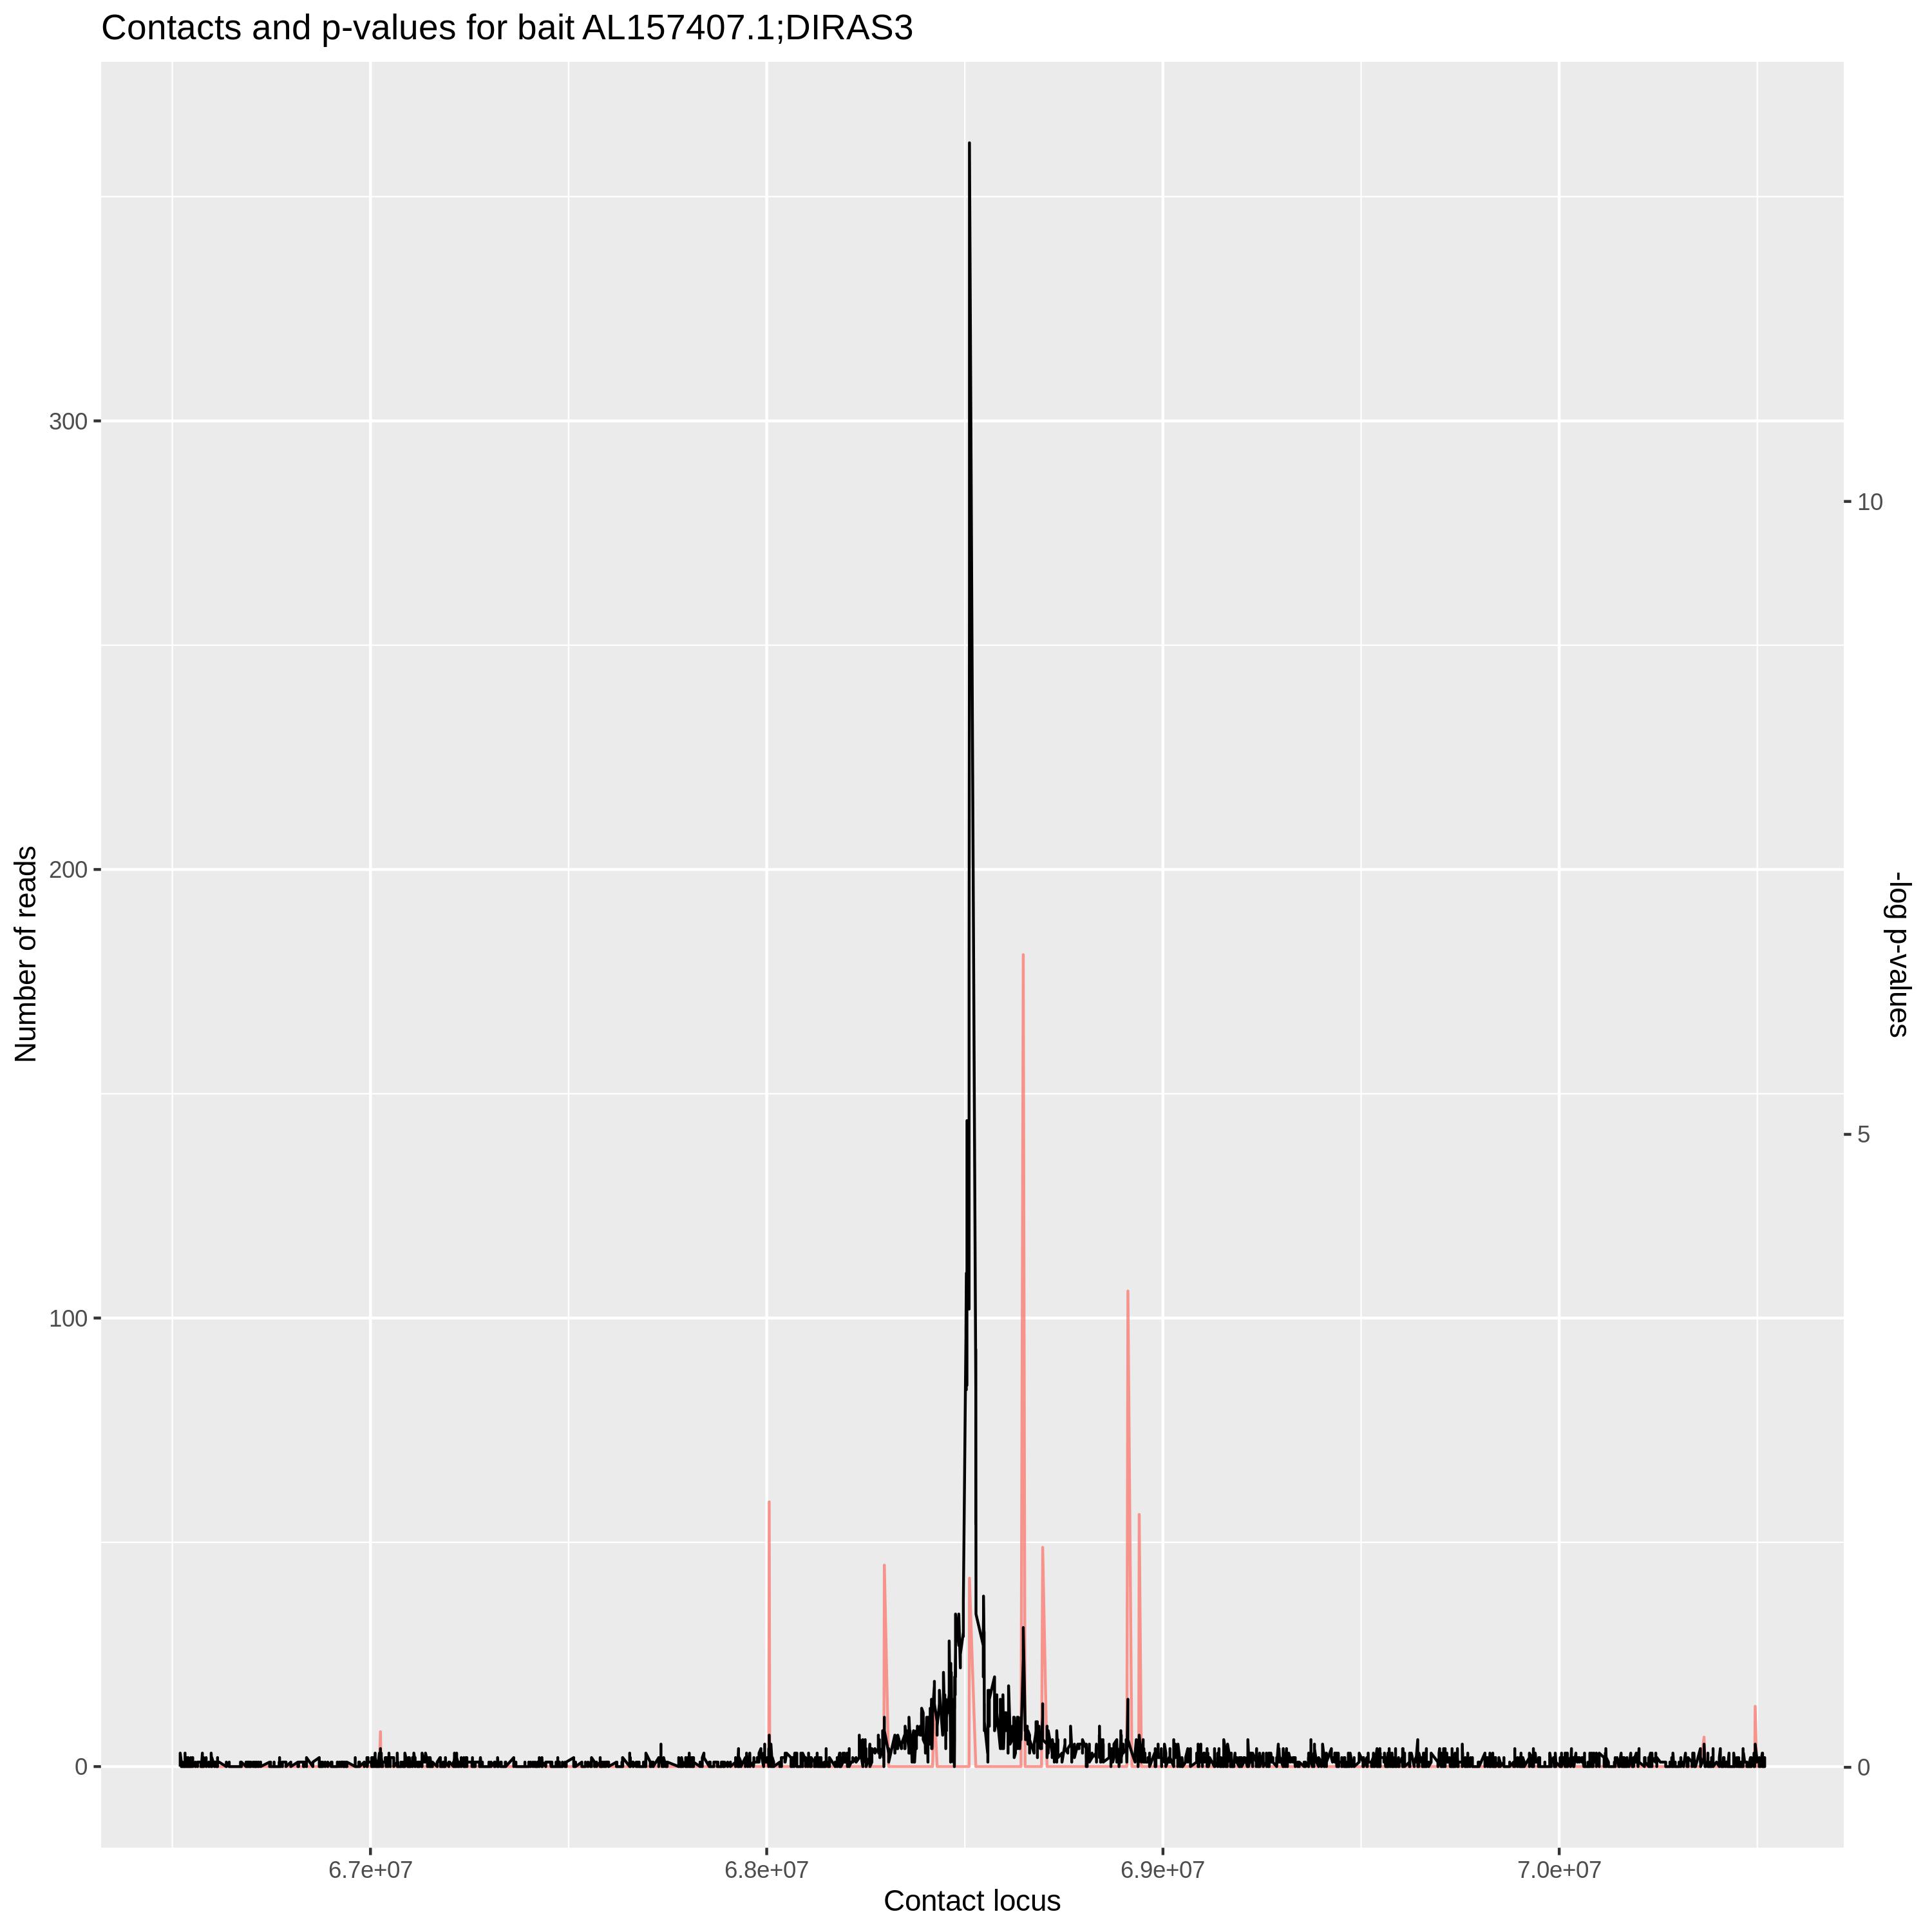 Contacts and p-values for bait AL157407.1;DIRAS3
300
200
100
0
Number of reads
10
5
0
-log p-values
6.7e+07 6.8e+07 6.9e+07 7.0e+07
Contact locus